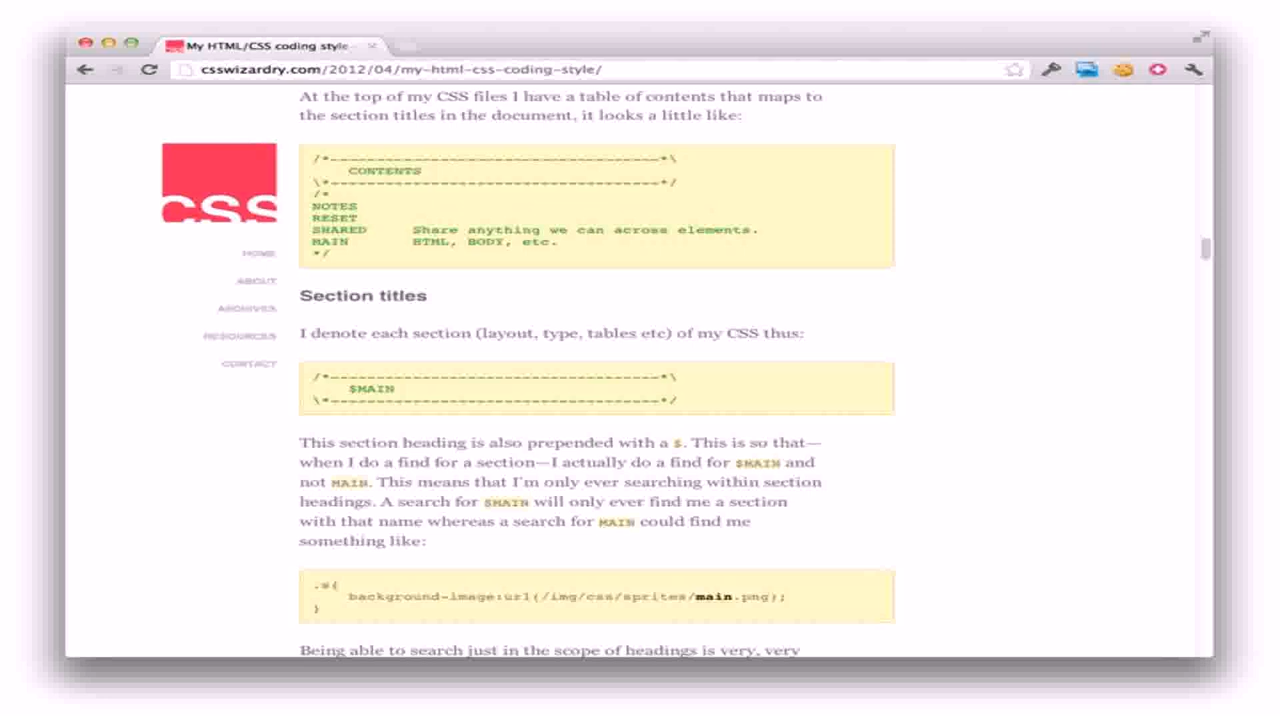 My HTML/CSS coding style
csswizardry.com/2012/04/my-html-css-coding-style/
At the top of my CSS files I have a table of contents that maps to
the section titles in the document, it looks a little like:
CSS
/*------------------------------------*\
CONTENTS
\*------------------------------------*/
/*
NOTES
RESET
SHARED Share anything we can across elements.
MAIN HTML, BODY, etc.
*/
HOME
ABOUT
ARCHIVES
RESOURCES
CONTACT
Section titles
I denote each section (layout, type, tables etc) of my CSS thus:
/*------------------------------------*\
$MAIN
\*------------------------------------*/
This section heading is also prepended with a $. This is so that—
when I do a find for a section—I actually do a find for $MAIN and
not MAIN. This means that I'm only ever searching within section
headings. A search for $MAIN will only ever find me a section
with that name whereas a search for MAIN could find me
something like:
{
background-image:url(/img/css/sprites/main.png);
}
Being able to search just in the scope of headings is very, very